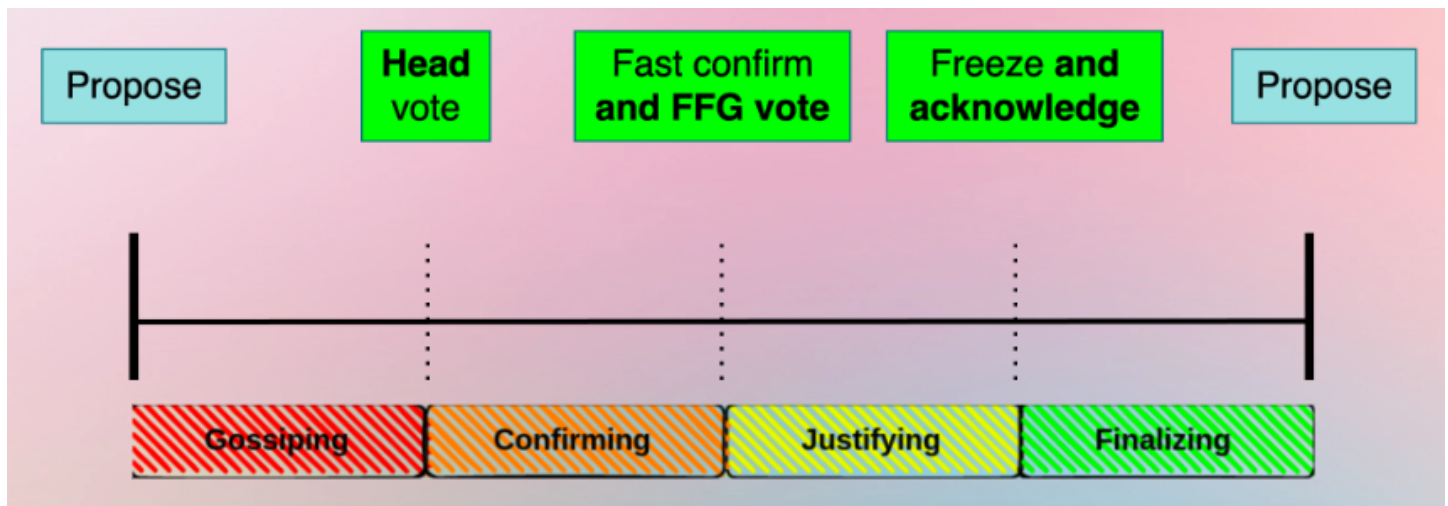 Propose
Head
vote
Fast confirm
and FFG vote
Freeze and
acknowledge
Propose
Gossiping
Confirming
Justifying
Finalizing